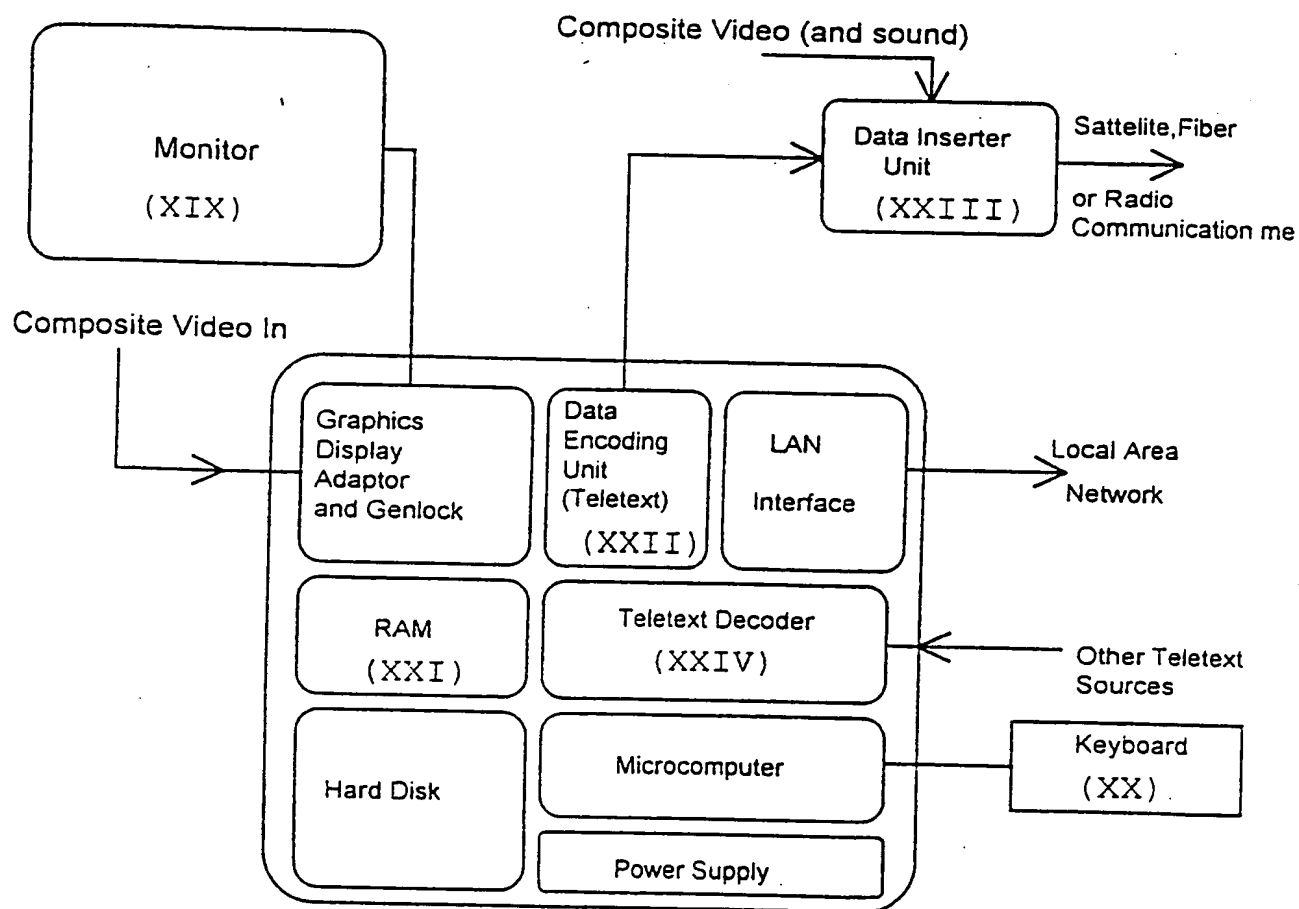 Composite Video (and sound)
Monitor
(XIX)
Data Inserter
Unit
(XXIII)
Sattelite,Fiber
or Radio
Communication me
Composite Video In
Graphics
Display
Adaptor
and Genlock
Data
Encoding
Unit
(Teletext)
(XXII)
LAN
Interface
Local Area
Network
RAM
(XXI)
Teletext Decoder
(XXIV)
Other Teletext
Sources
Hard Disk
Microcomputer
Keyboard
(XX)
Power Supply